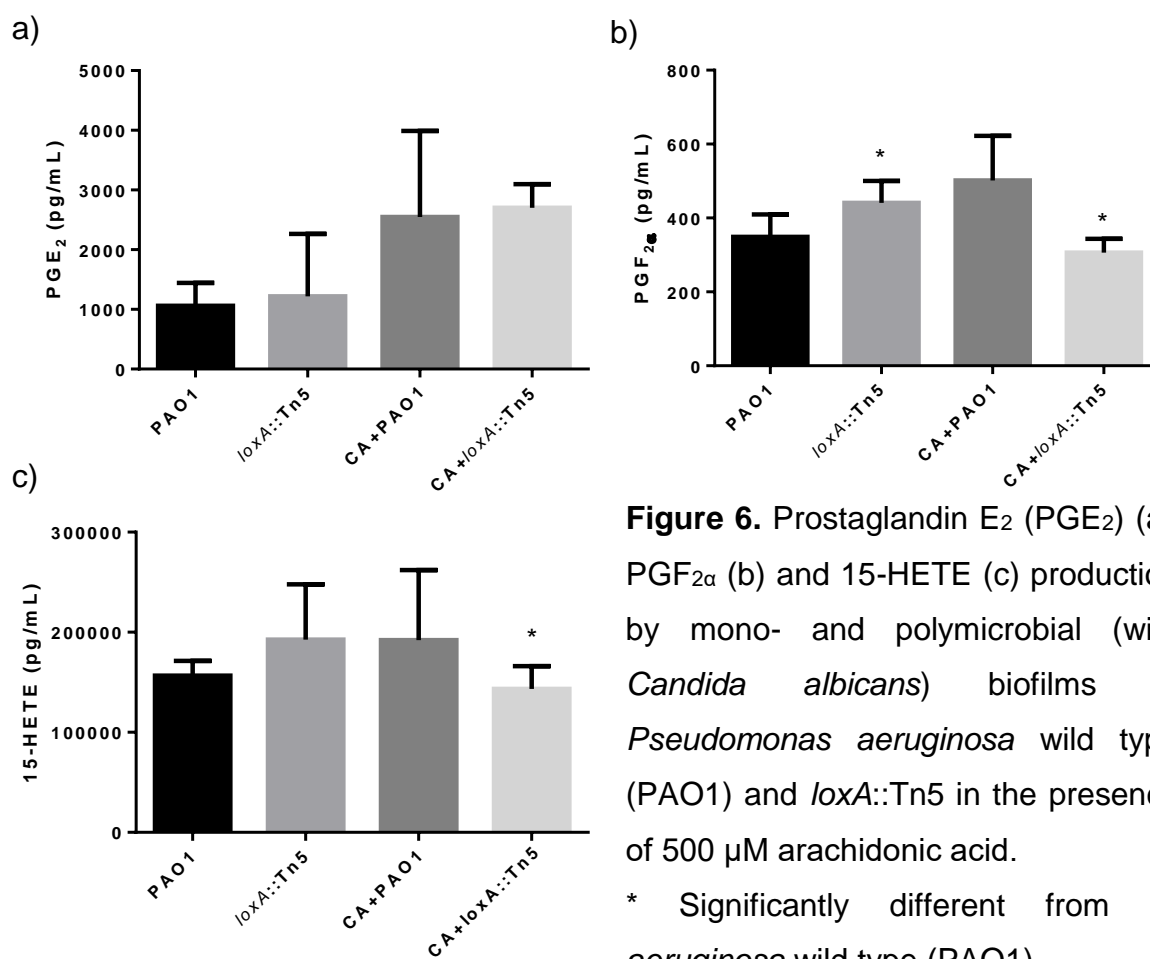 a)
5000
4000
3000
2000
1000
0
PGE2 (pg/mL)
PAO1
loxA::Tn5
CA+PAO1
CA+loxA::Tn5
b)
800
600
400
200
0
PGF2α (pg/mL)
*
*
PAO1
loxA::Tn5
CA+PAO1
CA+loxA::Tn5
c)
300000
200000
100000
0
15-HETE (pg/mL)
*
PAO1
loxA::Tn5
CA+PAO1
CA+loxA::Tn5
Figure 6. Prostaglandin E2 (PGE2) (a
PGF2α (b) and 15-HETE (c) production
by mono- and polymicrobial
Candida albicans) biofilms
Pseudomonas aeruginosa wild
(PAO1) and loxA::Tn5 in the
of 500 µM arachidonic acid.
* Significantly different from
aeruginosa wild type (PAO1)